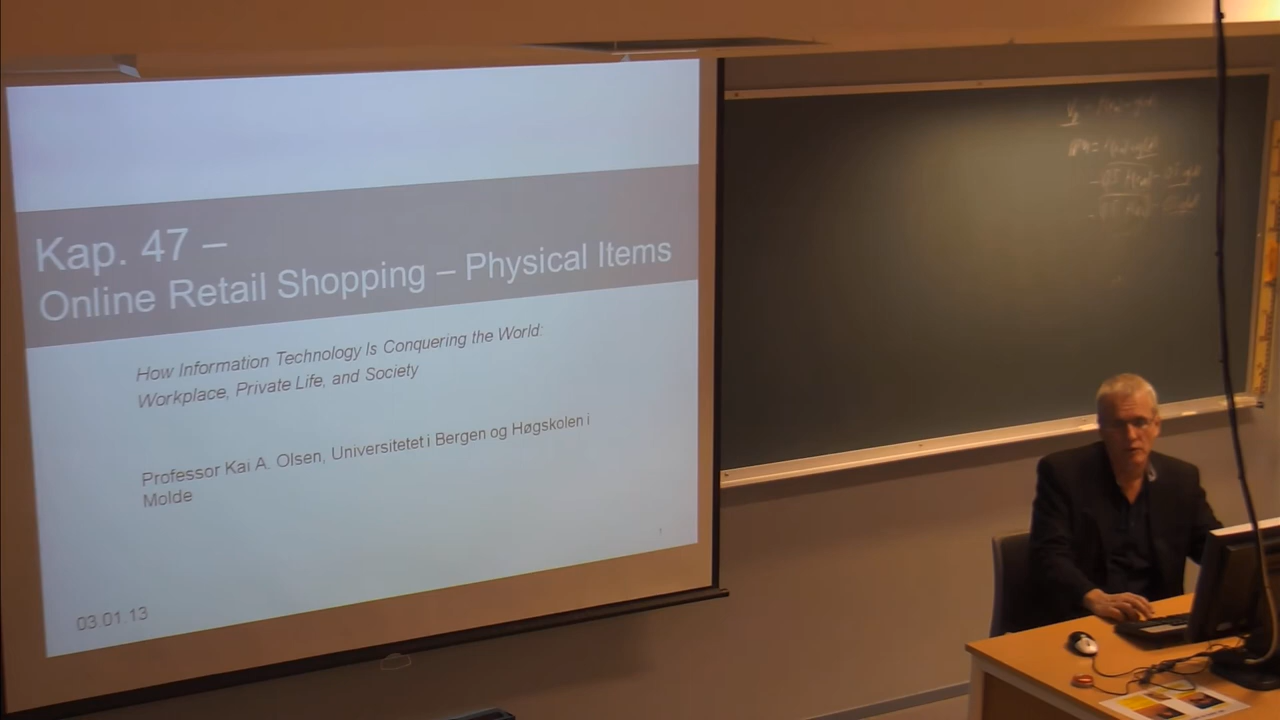 Kap. 47 –
Online Retail Shopping – Physical Items
How Information Technology Is Conquering the World:
Workplace, Private Life, and Society
Professor Kai A. Olsen, Universitetet i Bergen og Høgskolen i
Molde
1
03.01.13